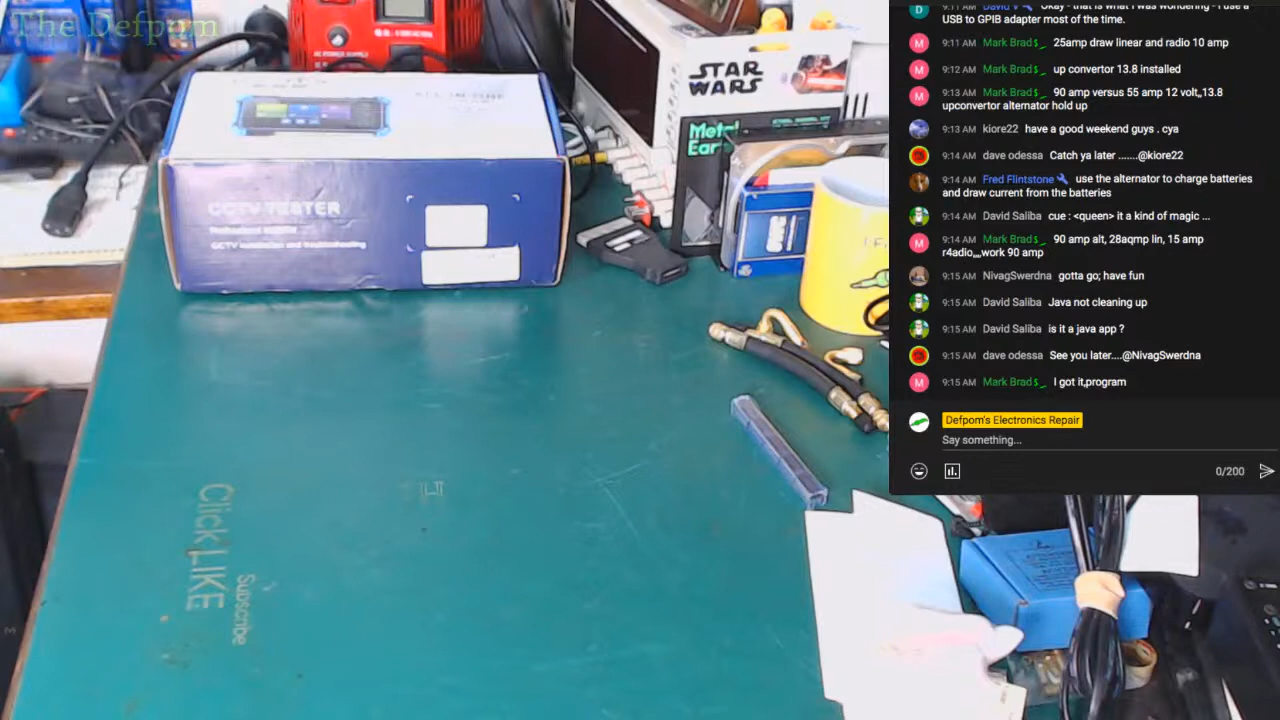 The Defpom
DC POWER SUPPLY
STAR
WARS
Metal
Earth
CCTV TESTER
CCTV installation and troubleshooting
Click LIKE
Subscribe
9:11 AM David V Okay - that is what I was wondering - I use a
USB to GPIB adapter most of the time.
9:11 AM Mark Brad$_ 25amp draw linear and radio 10 amp
9:12 AM Mark Brad$_ up convertor 13.8 installed
9:13 AM Mark Brad$_ 90 amp versus 55 amp 12 volt,,13.8
upconvertor alternator hold up
9:13 AM kiore22 have a good weekend guys . cya
9:14 AM dave odessa Catch ya later .......@kiore22
9:14 AM Fred Flintstone use the alternator to charge batteries
and draw current from the batteries
9:14 AM David Saliba cue : <queen> it a kind of magic ...
9:14 AM Mark Brad$_ 90 amp alt, 28aqmp lin, 15 amp
r4adio,,,,work 90 amp
9:15 AM NivagSwerdna gotta go; have fun
9:15 AM David Saliba Java not cleaning up
9:15 AM David Saliba is it a java app ?
9:15 AM dave odessa See you later....@NivagSwerdna
9:15 AM Mark Brad$_ I got it,program
Defpom's Electronics Repair
Say something...
0/200